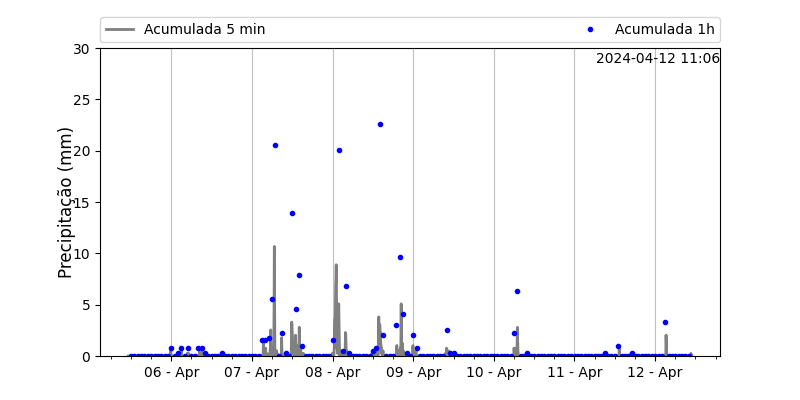 Acumulada 5 min
Acumulada 1h
2024-04-12 11:06
Precipitação (mm)
30
25
20
15
10
5
0
06 - Apr
07 - Apr
08 - Apr
09 - Apr
10 - Apr
11 - Apr
12 - Apr